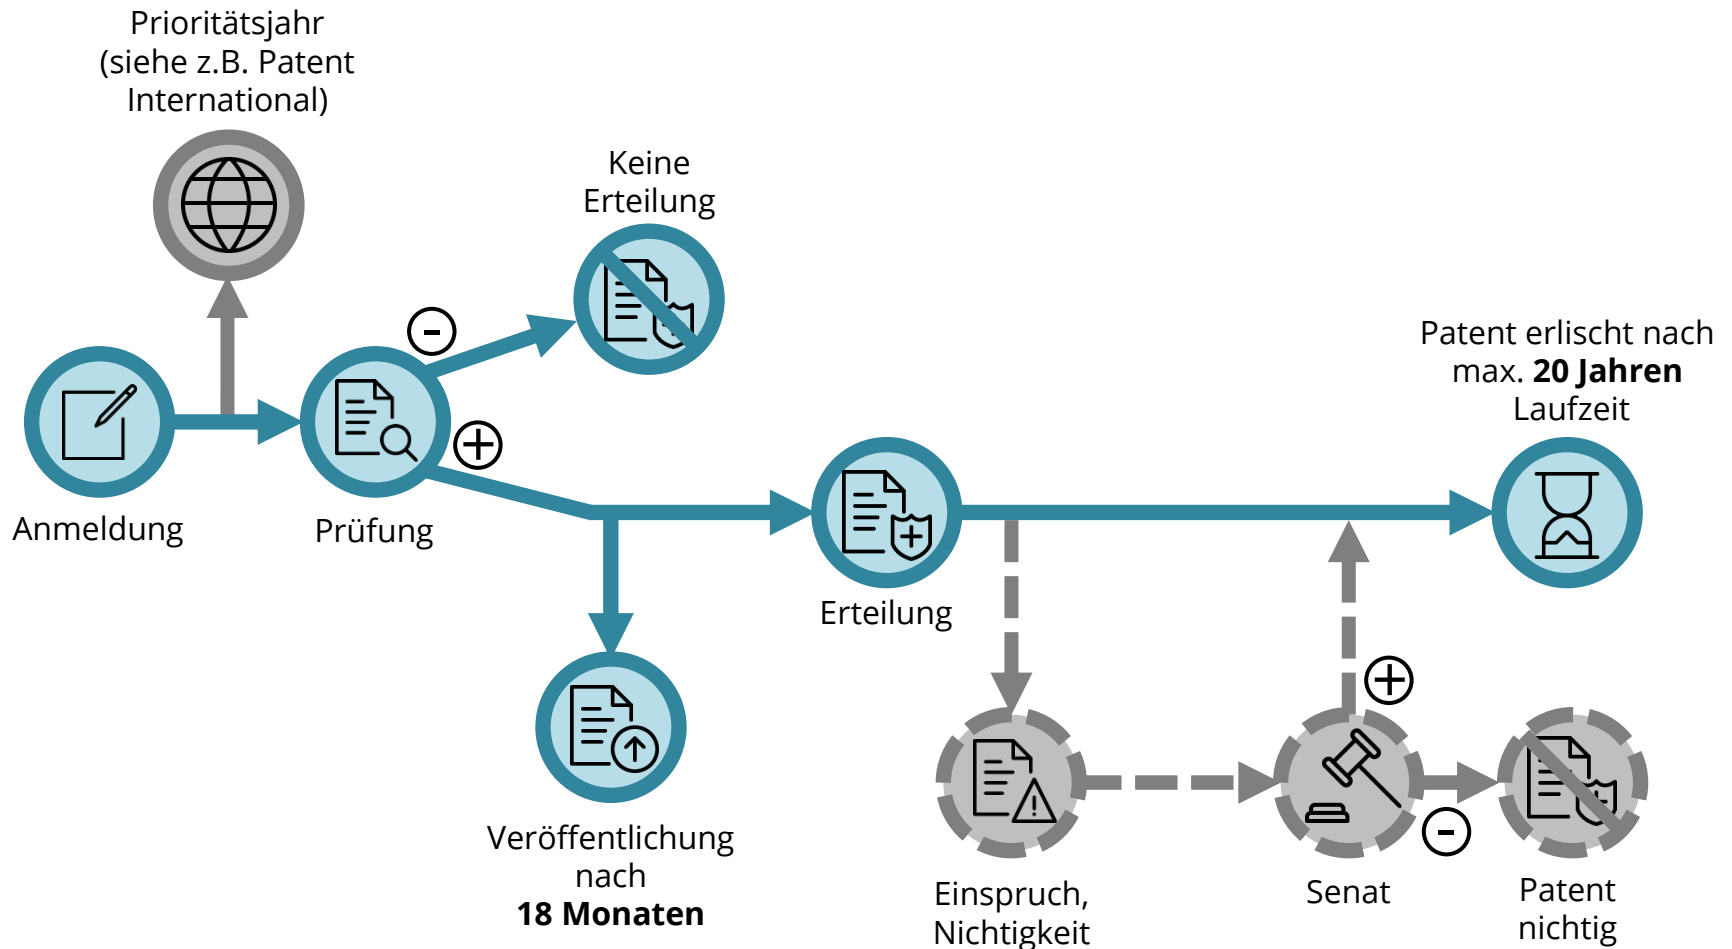 Prioritätsjahr
(siehe z.B. Patent
International)
Keine
Erteilung
-
+
Anmeldung
Prüfung
Patent erlischt nach
max. 20 Jahren
Laufzeit
Erteilung
Veröffentlichung
nach
18 Monaten
+
-
Einspruch,
Nichtigkeit
Senat
Patent
nichtig